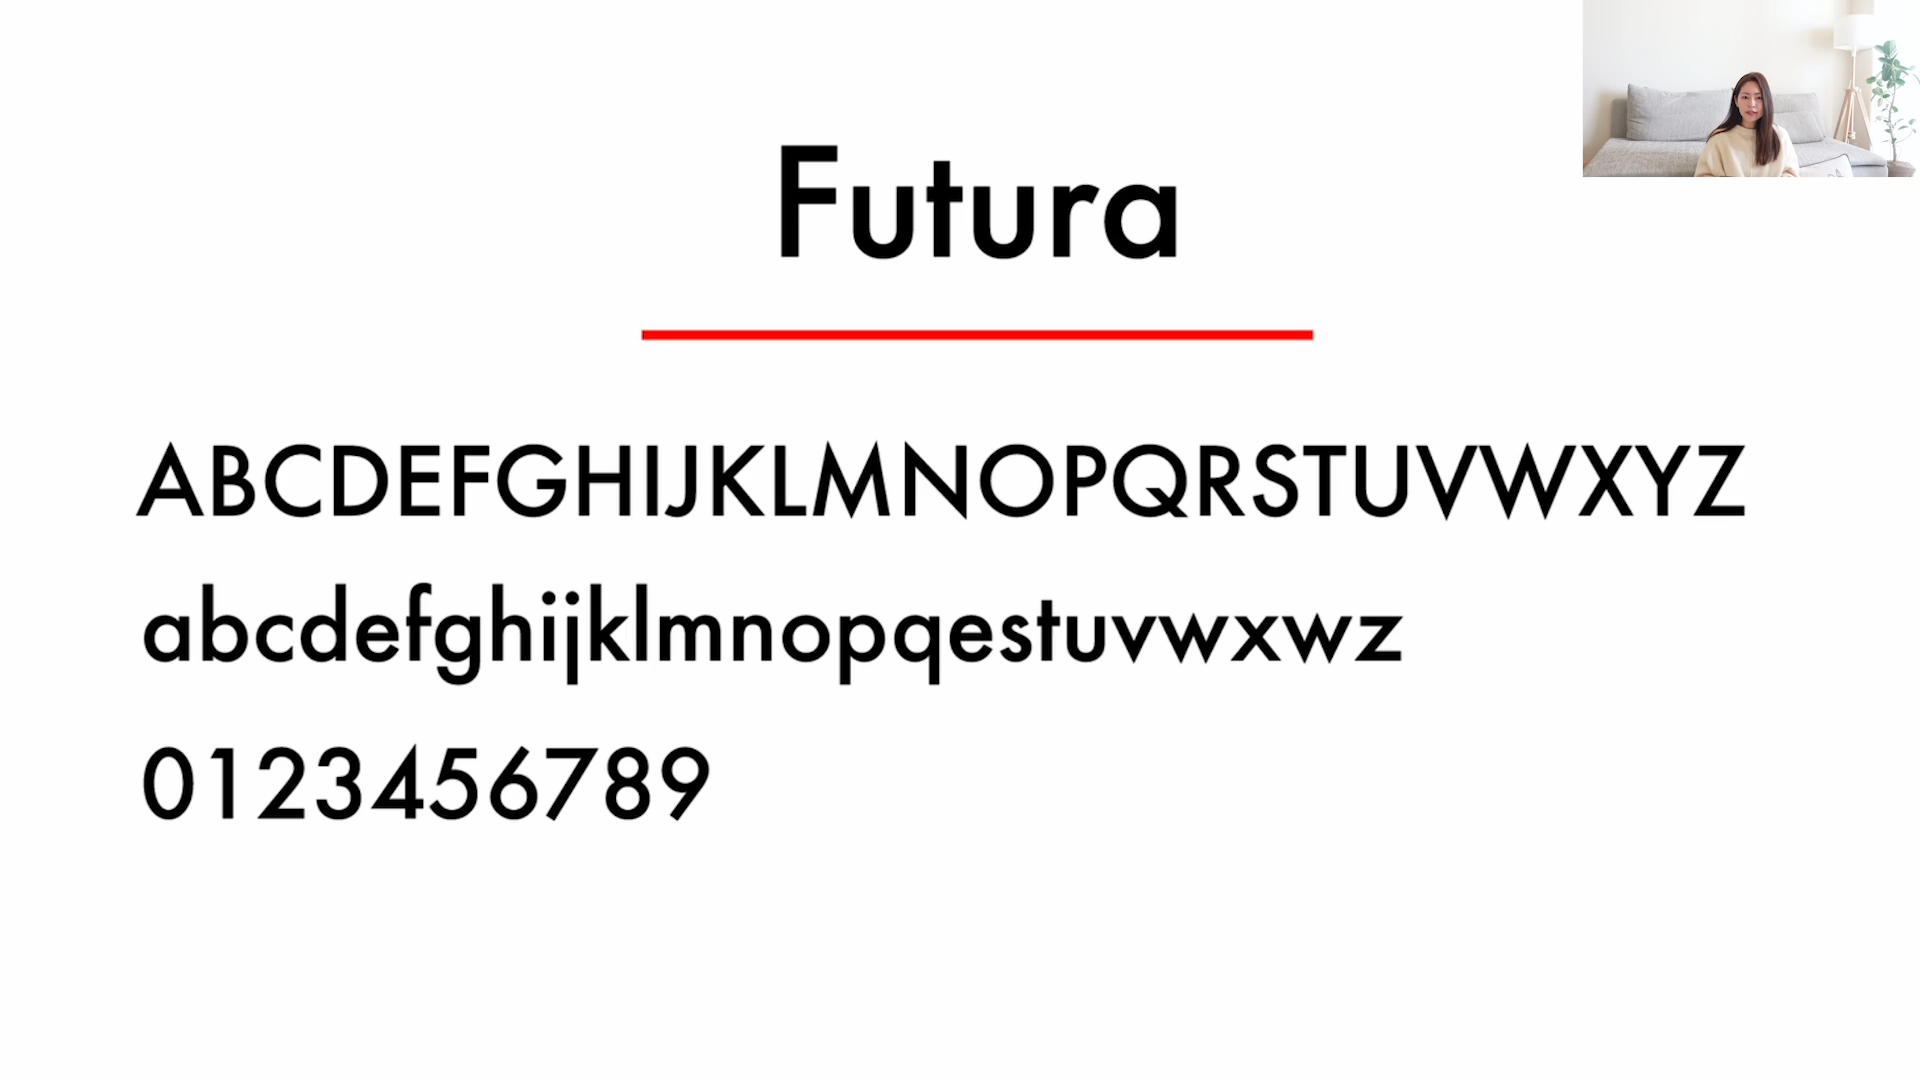 Futura
ABCDEFGHIJKLMNOPQRSTUVWXYZ
abcdefghijklmnopqestuvwxwz
0123456789